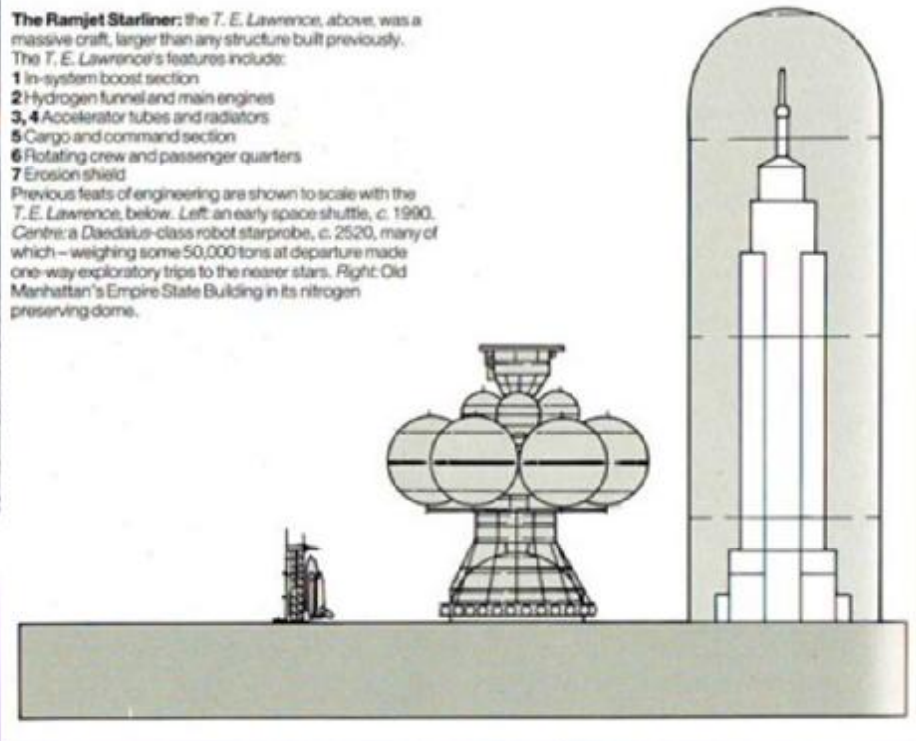 The Ramjet Starliner: the T. E. Lawrence, above, was a
massive craft, larger than any structure built previously.
The T. E. Lawrence's features include:
1 In-system boost section
2 Hydrogen funnel and main engines
3, 4 Accelerator tubes and radiators
5 Cargo and command section
6 Rotating crew and passenger quarters
7 Erosion shield
Previous feats of engineering are shown to scale with the
T. E. Lawrence, below. Left: an early space shuttle, c. 1990.
Centre: a Daedalus-class robot starprobe, c. 2520, many of
which – weighing some 50,000 tons at departure made
one-way exploratory trips to the nearer stars. Right: Old
Manhattan's Empire State Building in its nitrogen
preserving dome.